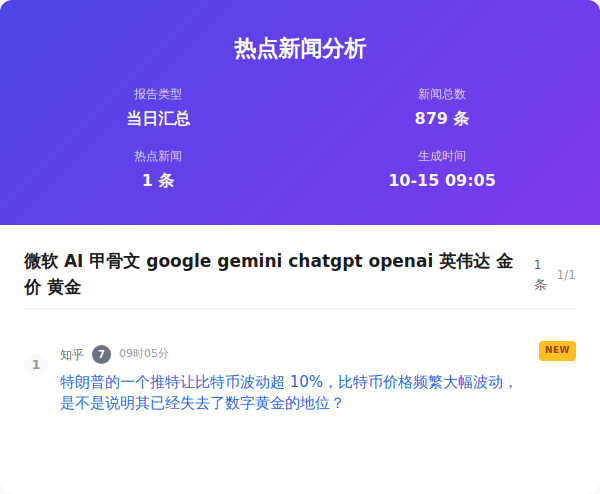 热点新闻分析
报告类型
新闻总数
当日汇总
879 条
热点新闻
生成时间
1 条
10-15 09:05
微软 AI 甲骨文 google gemini chatgpt openai 英伟达 金
价 黄金
1
条
1/1
1
知乎 7 09时05分
NEW
特朗普的一个推特让比特币波动超 10%，比特币价格频繁大幅波动，
是不是说明其已经失去了数字黄金的地位？